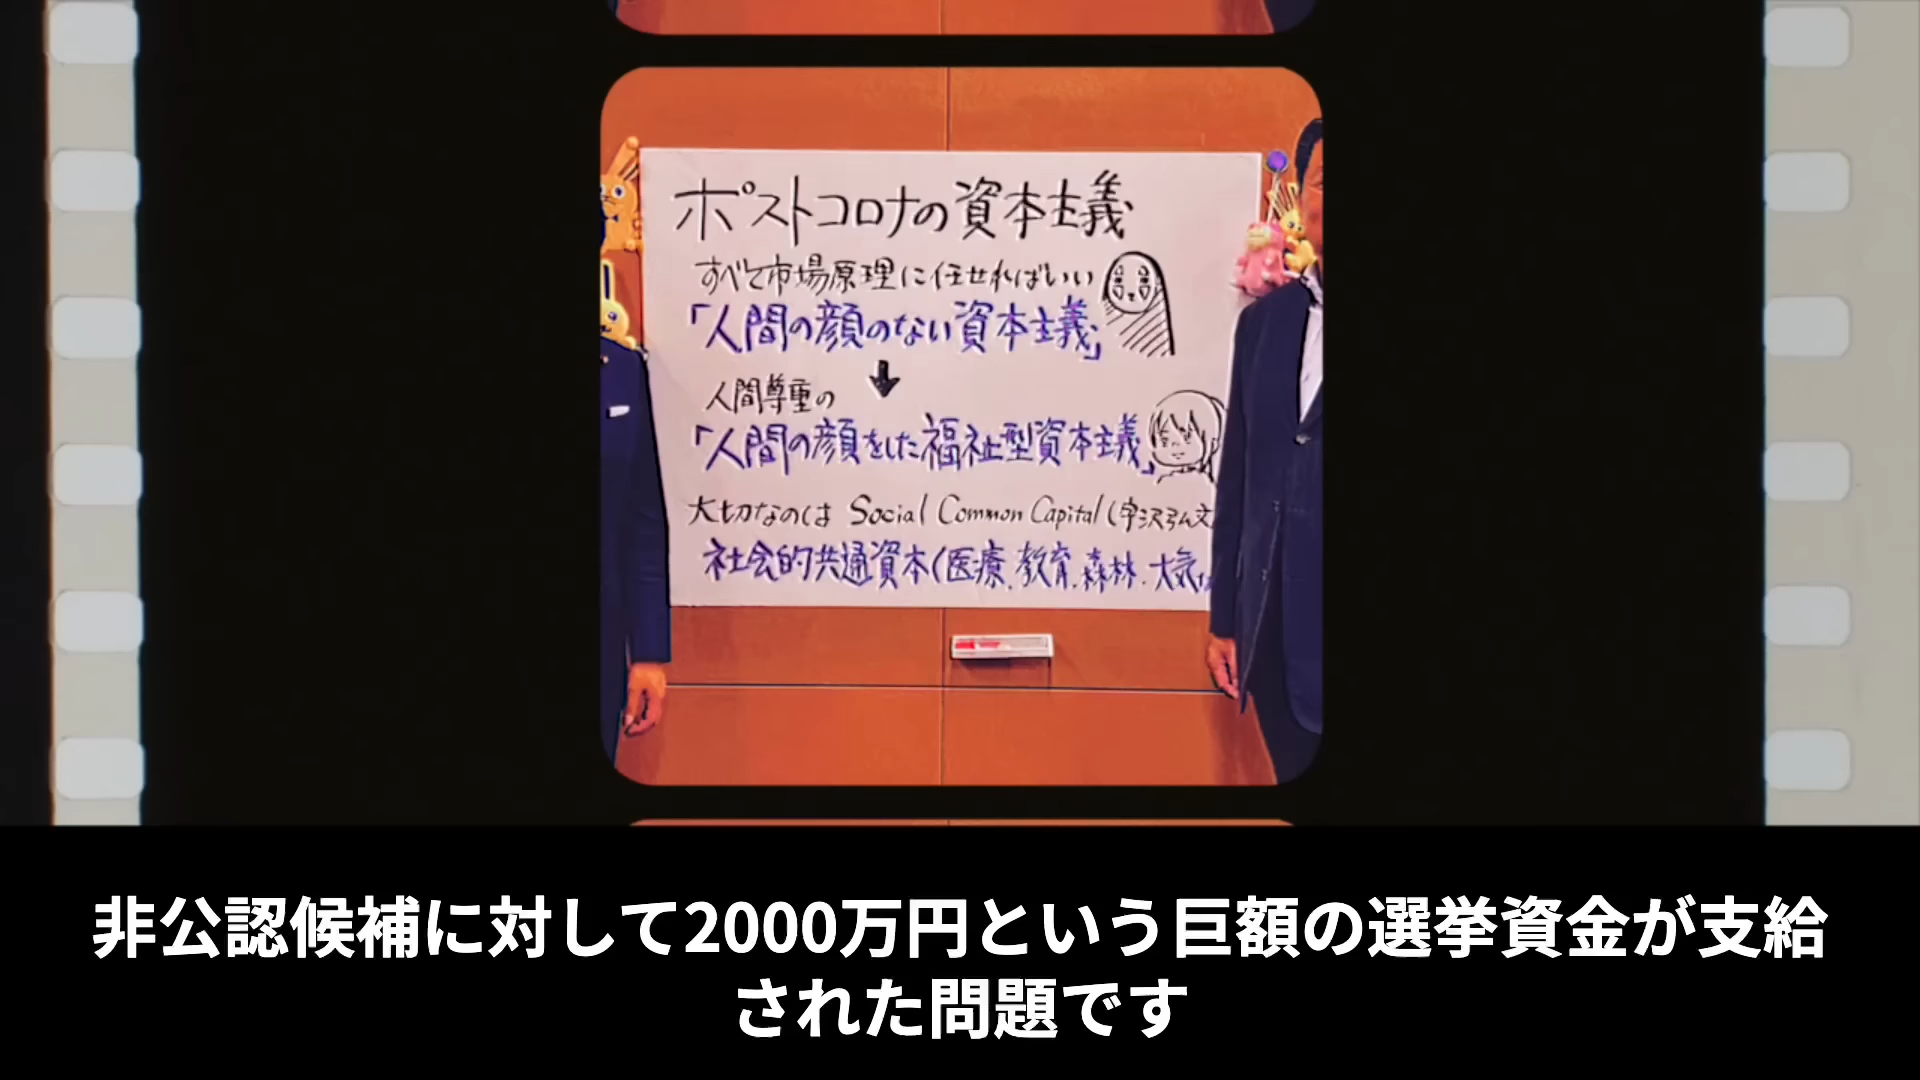 ポストコロナの資本主義
すべて市場原理に任せればいい
「人間の顔のない資本主義」
人間尊重の
「人間の顔をした福祉型資本主義」
大切なのは Social Common Capital (宇沢弘文
社会的共通資本(医療、教育、森林、大気
非公認候補に対して2000万円という巨額の選挙資金が支給
された問題です